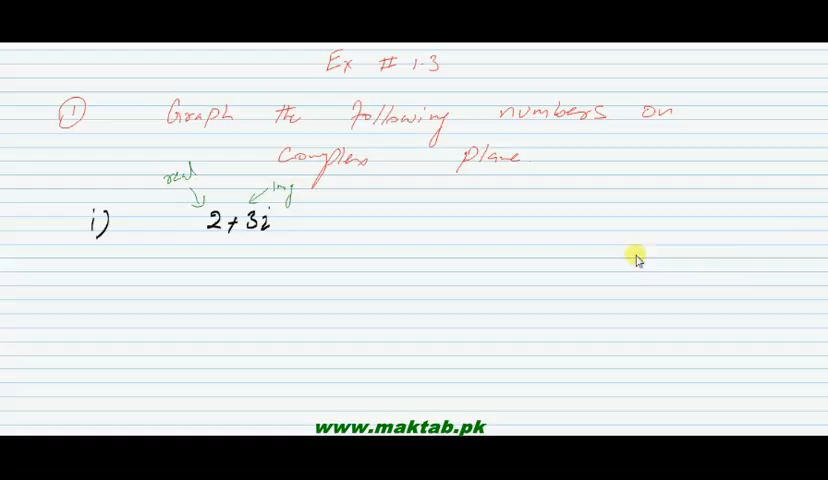 Ex # 1.3
① Graph the following numbers on
complex plane.
real
img
i) 2 + 3i
www.maktab.pk